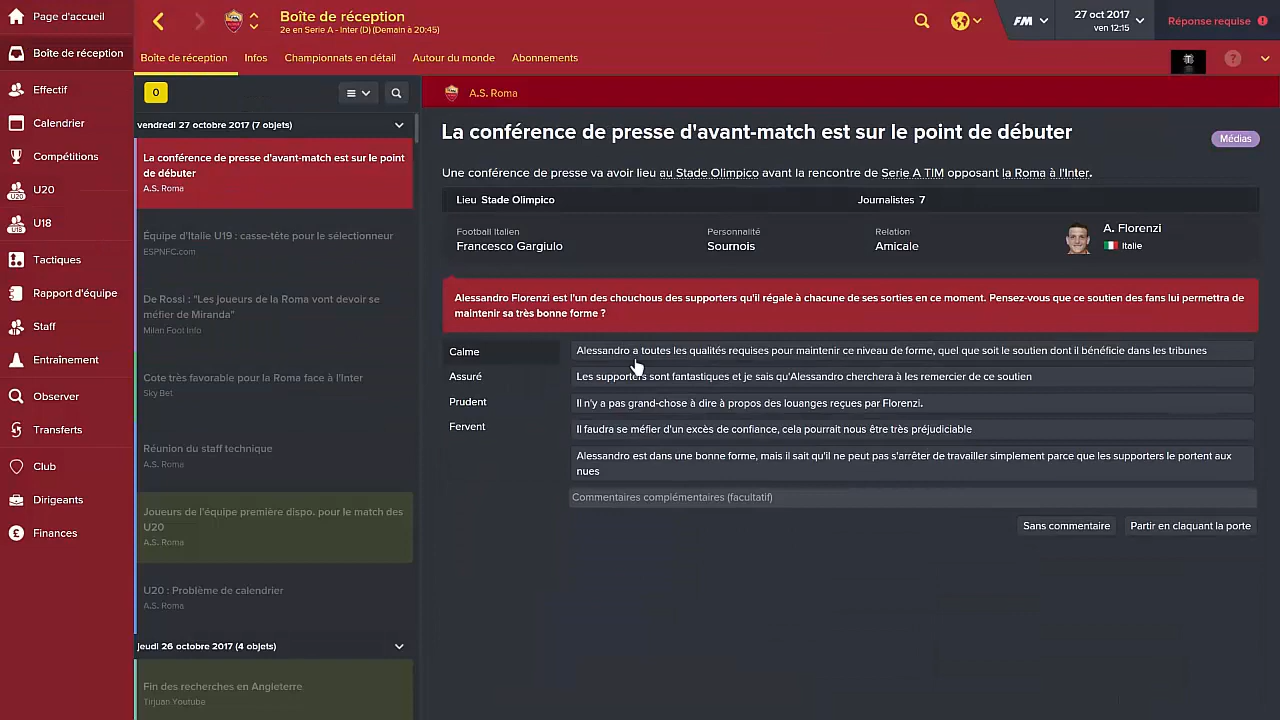 Page d'accueil
Boîte de réception
Effectif
Calendrier
Compétitions
U20
U20
U18
U18
Tactiques
Rapport d'équipe
Staff
Entraînement
Observer
Transferts
Club
Dirigeants
Finances
Boîte de réception
2e en Serie A - Inter (D) (Demain à 20:45)
FM
27 oct 2017
ven 12:15
Réponse requise
Boîte de réception
Infos
Championnats en détail
Autour du monde
Abonnements
0
vendredi 27 octobre 2017 (7 objets)
La conférence de presse d'avant-match est sur le point
de débuter
A.S. Roma
Équipe d'Italie U19 : casse-tête pour le sélectionneur
ESPNFC.com
De Rossi : "Les joueurs de la Roma vont devoir se
méfier de Miranda"
Milan Foot Info
Cote très favorable pour la Roma face à l'Inter
Sky Bet
Réunion du staff technique
A.S. Roma
Joueurs de l'équipe première dispo. pour le match des
U20
A.S. Roma
U20 : Problème de calendrier
A.S. Roma
jeudi 26 octobre 2017 (4 objets)
Fin des recherches en Angleterre
Tirjuan Youtube
A.S. Roma
La conférence de presse d'avant-match est sur le point de débuter
Médias
Une conférence de presse va avoir lieu au Stade Olimpico avant la rencontre de Serie A TIM opposant la Roma à l'Inter.
Lieu Stade Olimpico
Journalistes 7
Football Italien
Francesco Gargiulo
Personnalité
Sournois
Relation
Amicale
A. Florenzi
Italie
Alessandro Florenzi est l'un des chouchous des supporters qu'il régale à chacune de ses sorties en ce moment. Pensez-vous que ce soutien des fans lui permettra de
maintenir sa très bonne forme ?
Calme
Assuré
Prudent
Fervent
Alessandro a toutes les qualités requises pour maintenir ce niveau de forme, quel que soit le soutien dont il bénéficie dans les tribunes
Les supporters sont fantastiques et je sais qu'Alessandro cherchera à les remercier de ce soutien
Il n'y a pas grand-chose à dire à propos des louanges reçues par Florenzi.
Il faudra se méfier d'un excès de confiance, cela pourrait nous être très préjudiciable
Alessandro est dans une bonne forme, mais il sait qu'il ne peut pas s'arrêter de travailler simplement parce que les supporters le portent aux
nues
Commentaires complémentaires (facultatif)
Sans commentaire
Partir en claquant la porte